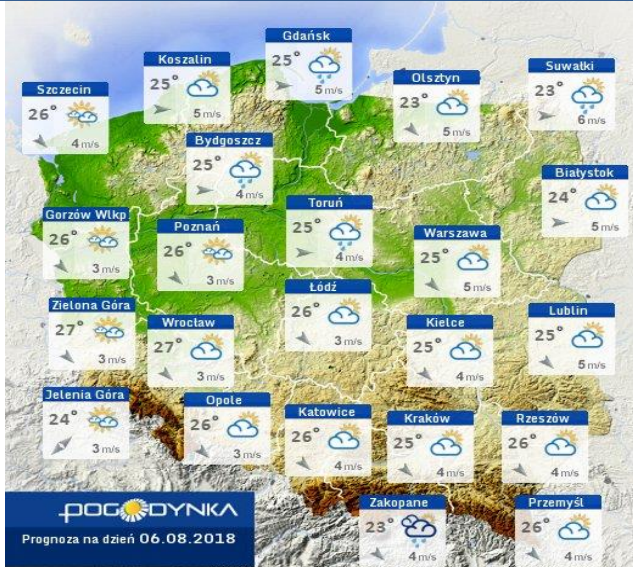 Gdańsk
25°
5 m/s
Koszalin
25°
5 m/s
Suwałki
23°
6 m/s
Olsztyn
23°
5 m/s
Szczecin
26°
4 m/s
Bydgoszcz
25°
4 m/s
Białystok
24°
5 m/s
Toruń
25°
4 m/s
Gorzów Wlkp
26°
3 m/s
Poznań
26°
3 m/s
Warszawa
25°
5 m/s
Łódź
26°
3 m/s
Zielona Góra
27°
3 m/s
Wrocław
27°
3 m/s
Kielce
25°
4 m/s
Lublin
25°
5 m/s
Jelenia Góra
24°
3 m/s
Opole
26°
3 m/s
Katowice
26°
4 m/s
Kraków
25°
4 m/s
Rzeszów
26°
4 m/s
Zakopane
23°
4 m/s
Przemyśl
26°
4 m/s
POGODYNKA
Prognoza na dzień 06.08.2018